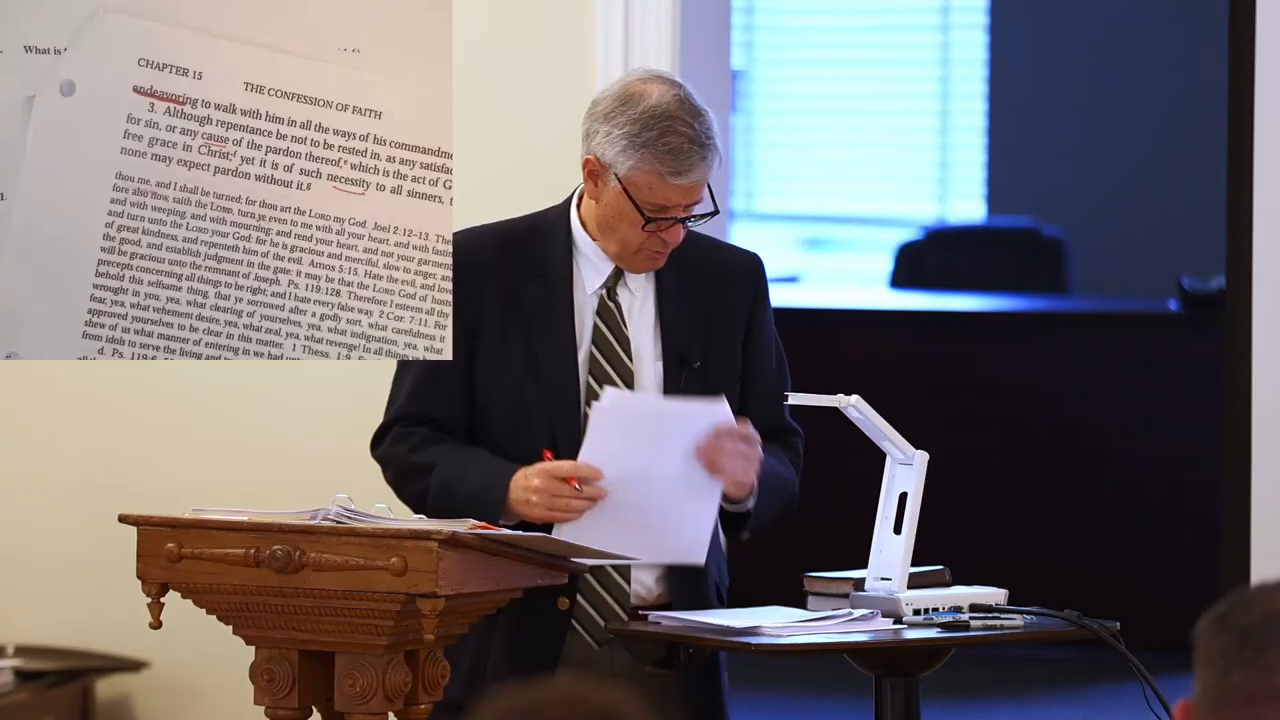 What is
CHAPTER 15
THE CONFESSION OF FAITH
endeavoring to walk with him in all the ways of his commandme
3. Although repentance be not to be rested in, as any satisfac
for sin, or any cause of the pardon thereof,e which is the act of G
free grace in Christ;f yet it is of such necessity to all sinners, t
none may expect pardon without it.g
thou me, and I shall be turned; for thou art the LORD my God. Joel 2:12–13. The
fore also now, saith the LORD, turn ye even to me with all your heart, and with fastin
and with weeping, and with mourning: and rend your heart, and not your garment
and turn unto the LORD your God: for he is gracious and merciful, slow to anger, and
of great kindness, and repenteth him of the evil. Amos 5:15. Hate the evil, and love
the good, and establish judgment in the gate: it may be that the LORD God of hosts
will be gracious unto the remnant of Joseph. Ps. 119:128. Therefore I esteem all thy
precepts concerning all things to be right; and I hate every false way. 2 Cor. 7:11. For
behold this selfsame thing, that ye sorrowed after a godly sort, what carefulness it
wrought in you, yea, what clearing of yourselves, yea, what indignation, yea, what
fear, yea, what vehement desire, yea, what zeal, yea, what revenge! In all things ye
approved yourselves to be clear in this matter. 1 Thess. 1:9.
shew of us what manner of entering in we had
from idols to serve the living and
d. Ps. 119:6